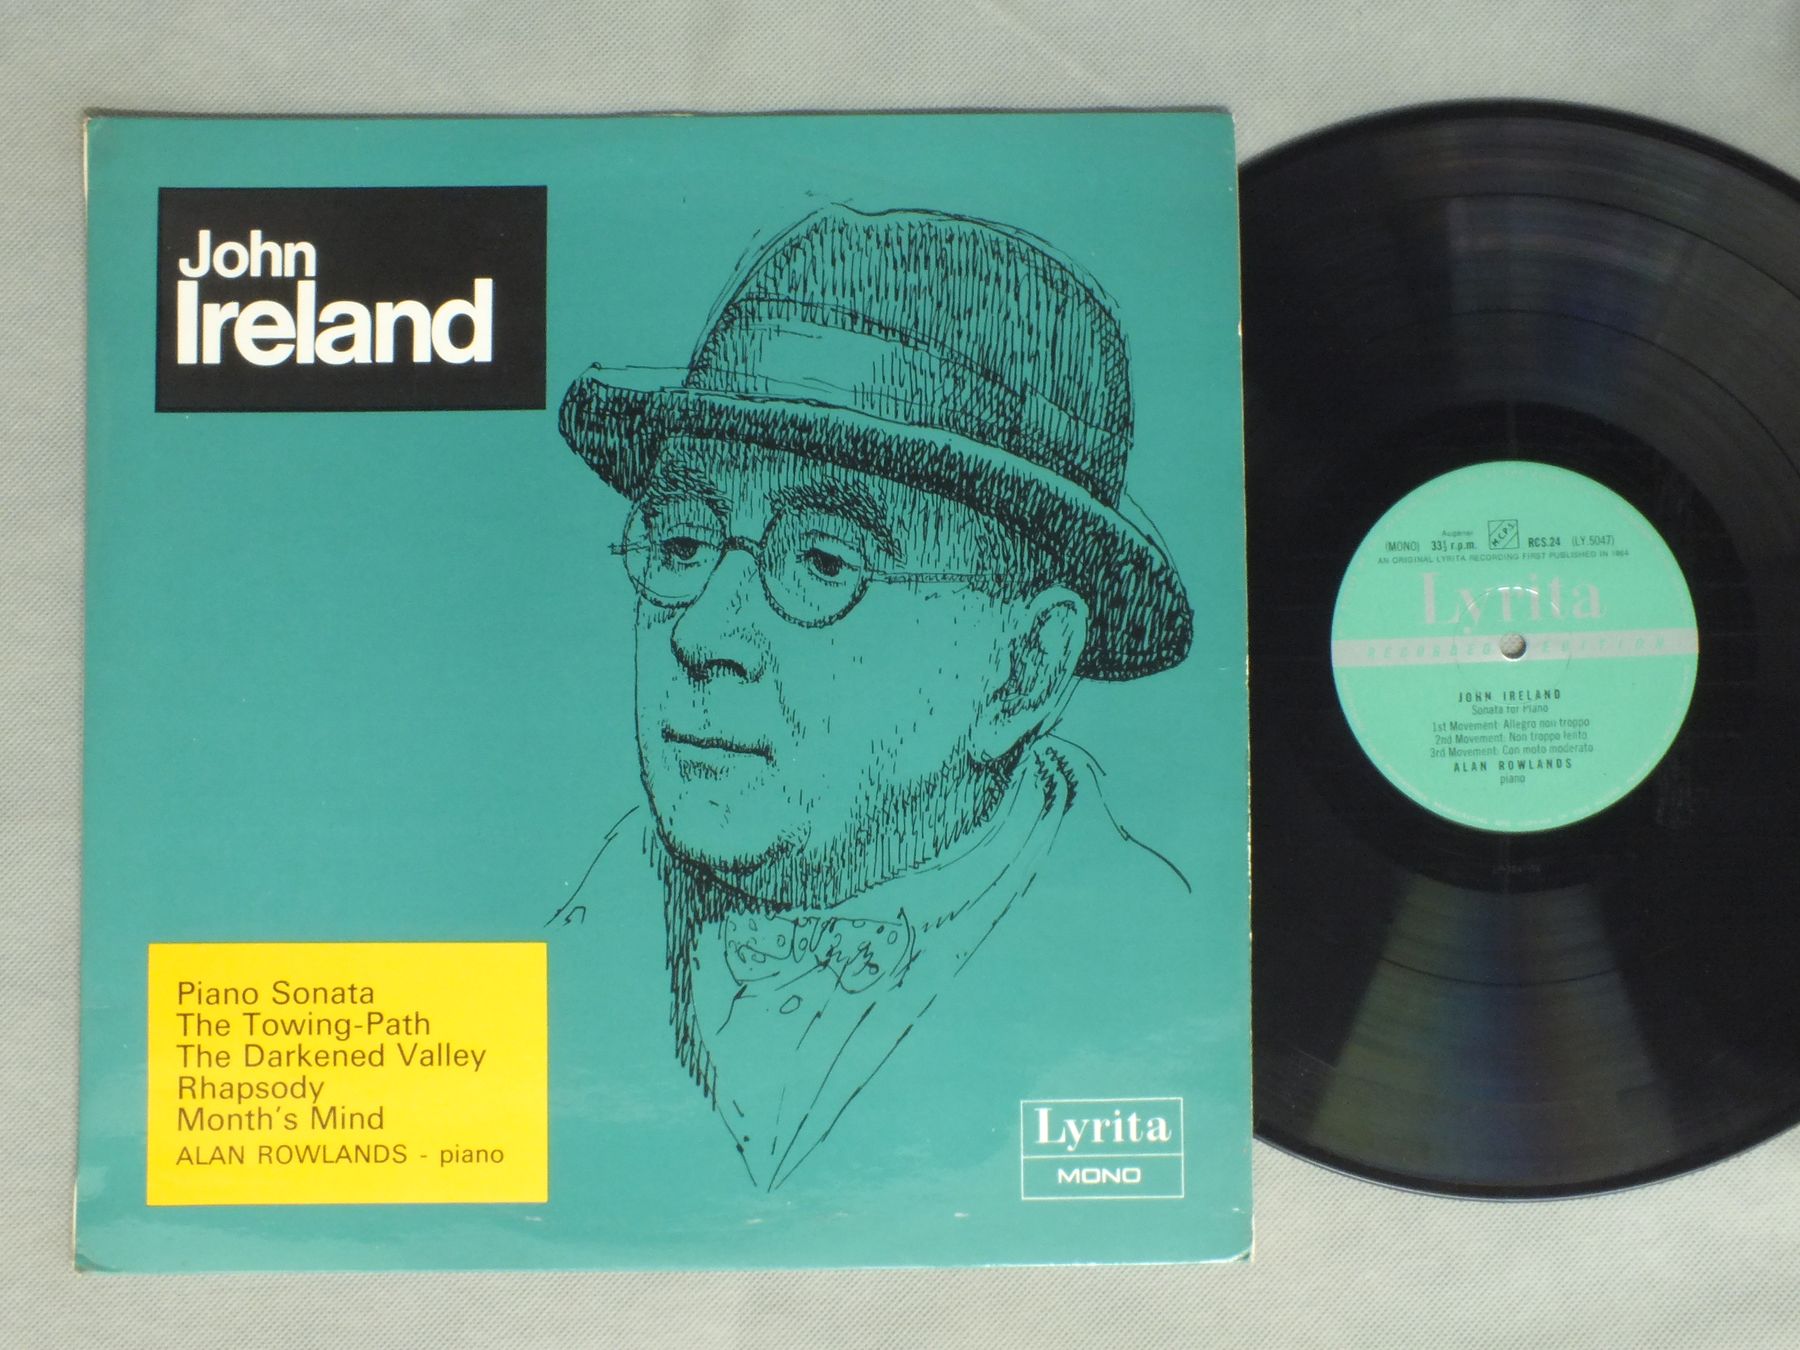 John
Ireland
Piano Sonata
The Towing-Path
The Darkened Valley
Rhapsody
Month's Mind
ALAN ROWLANDS - piano
Lyrita
MONO
Augener
(MONO) 33⅓ r.p.m. M.C.P.S. RCS.24 (LY.5047)
AN ORIGINAL LYRITA RECORDING FIRST PUBLISHED IN 1964
Lyrita
RECORDED EDITION
JOHN IRELAND
Sonata for Piano
1st Movement: Allegro non troppo
2nd Movement: Non troppo lento
3rd Movement: Con moto moderato
ALAN ROWLANDS
piano